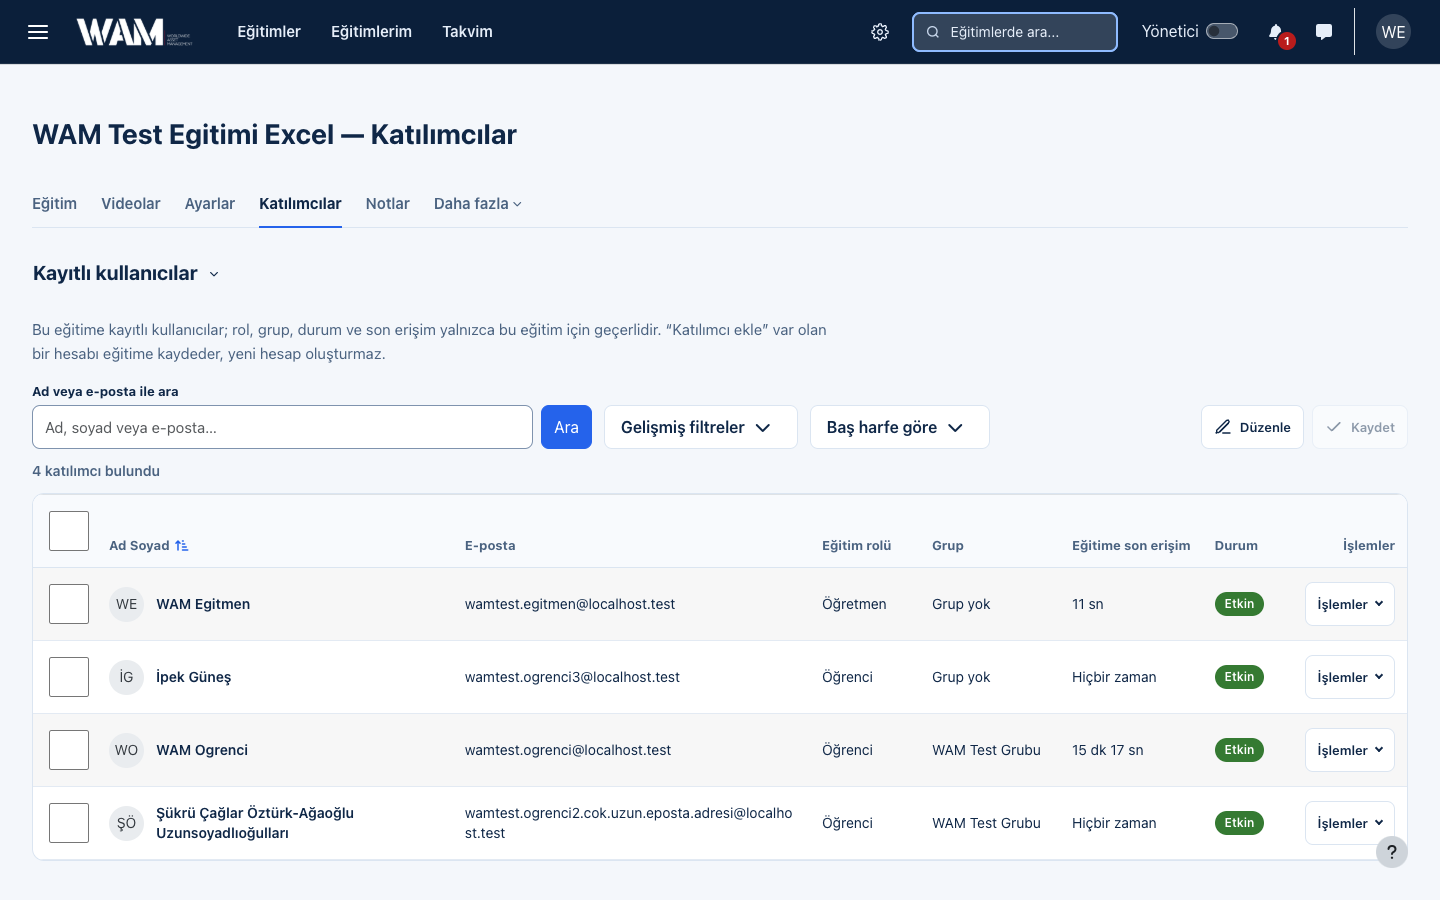 WAM
Eğitimler
Eğitimlerim
Takvim
Eğitimlerde ara...
Yönetici
1
WE
WAM Test Egitimi Excel — Katılımcılar
Eğitim
Videolar
Ayarlar
Katılımcılar
Notlar
Daha fazla
Kayıtlı kullanıcılar
Bu eğitime kayıtlı kullanıcılar; rol, grup, durum ve son erişim yalnızca bu eğitim için geçerlidir. “Katılımcı ekle” var olan
bir hesabı eğitime kaydeder, yeni hesap oluşturmaz.
Ad veya e-posta ile ara
Ad, soyad veya e-posta...
Ara
Gelişmiş filtreler
Baş harfe göre
Düzenle
Kaydet
4 katılımcı bulundu
Ad Soyad
E-posta
Eğitim rolü
Grup
Eğitime son erişim
Durum
İşlemler
WE
WAM Egitmen
wamtest.egitmen@localhost.test
Öğretmen
Grup yok
11 sn
Etkin
İşlemler
İG
İpek Güneş
wamtest.ogrenci3@localhost.test
Öğrenci
Grup yok
Hiçbir zaman
Etkin
İşlemler
WO
WAM Ogrenci
wamtest.ogrenci@localhost.test
Öğrenci
WAM Test Grubu
15 dk 17 sn
Etkin
İşlemler
ŞÖ
Şükrü Çağlar Öztürk-Ağaoğlu
Uzunsoyadlıoğulları
wamtest.ogrenci2.cok.uzun.eposta.adresi@localho
st.test
Öğrenci
WAM Test Grubu
Hiçbir zaman
Etkin
İşlemler
?